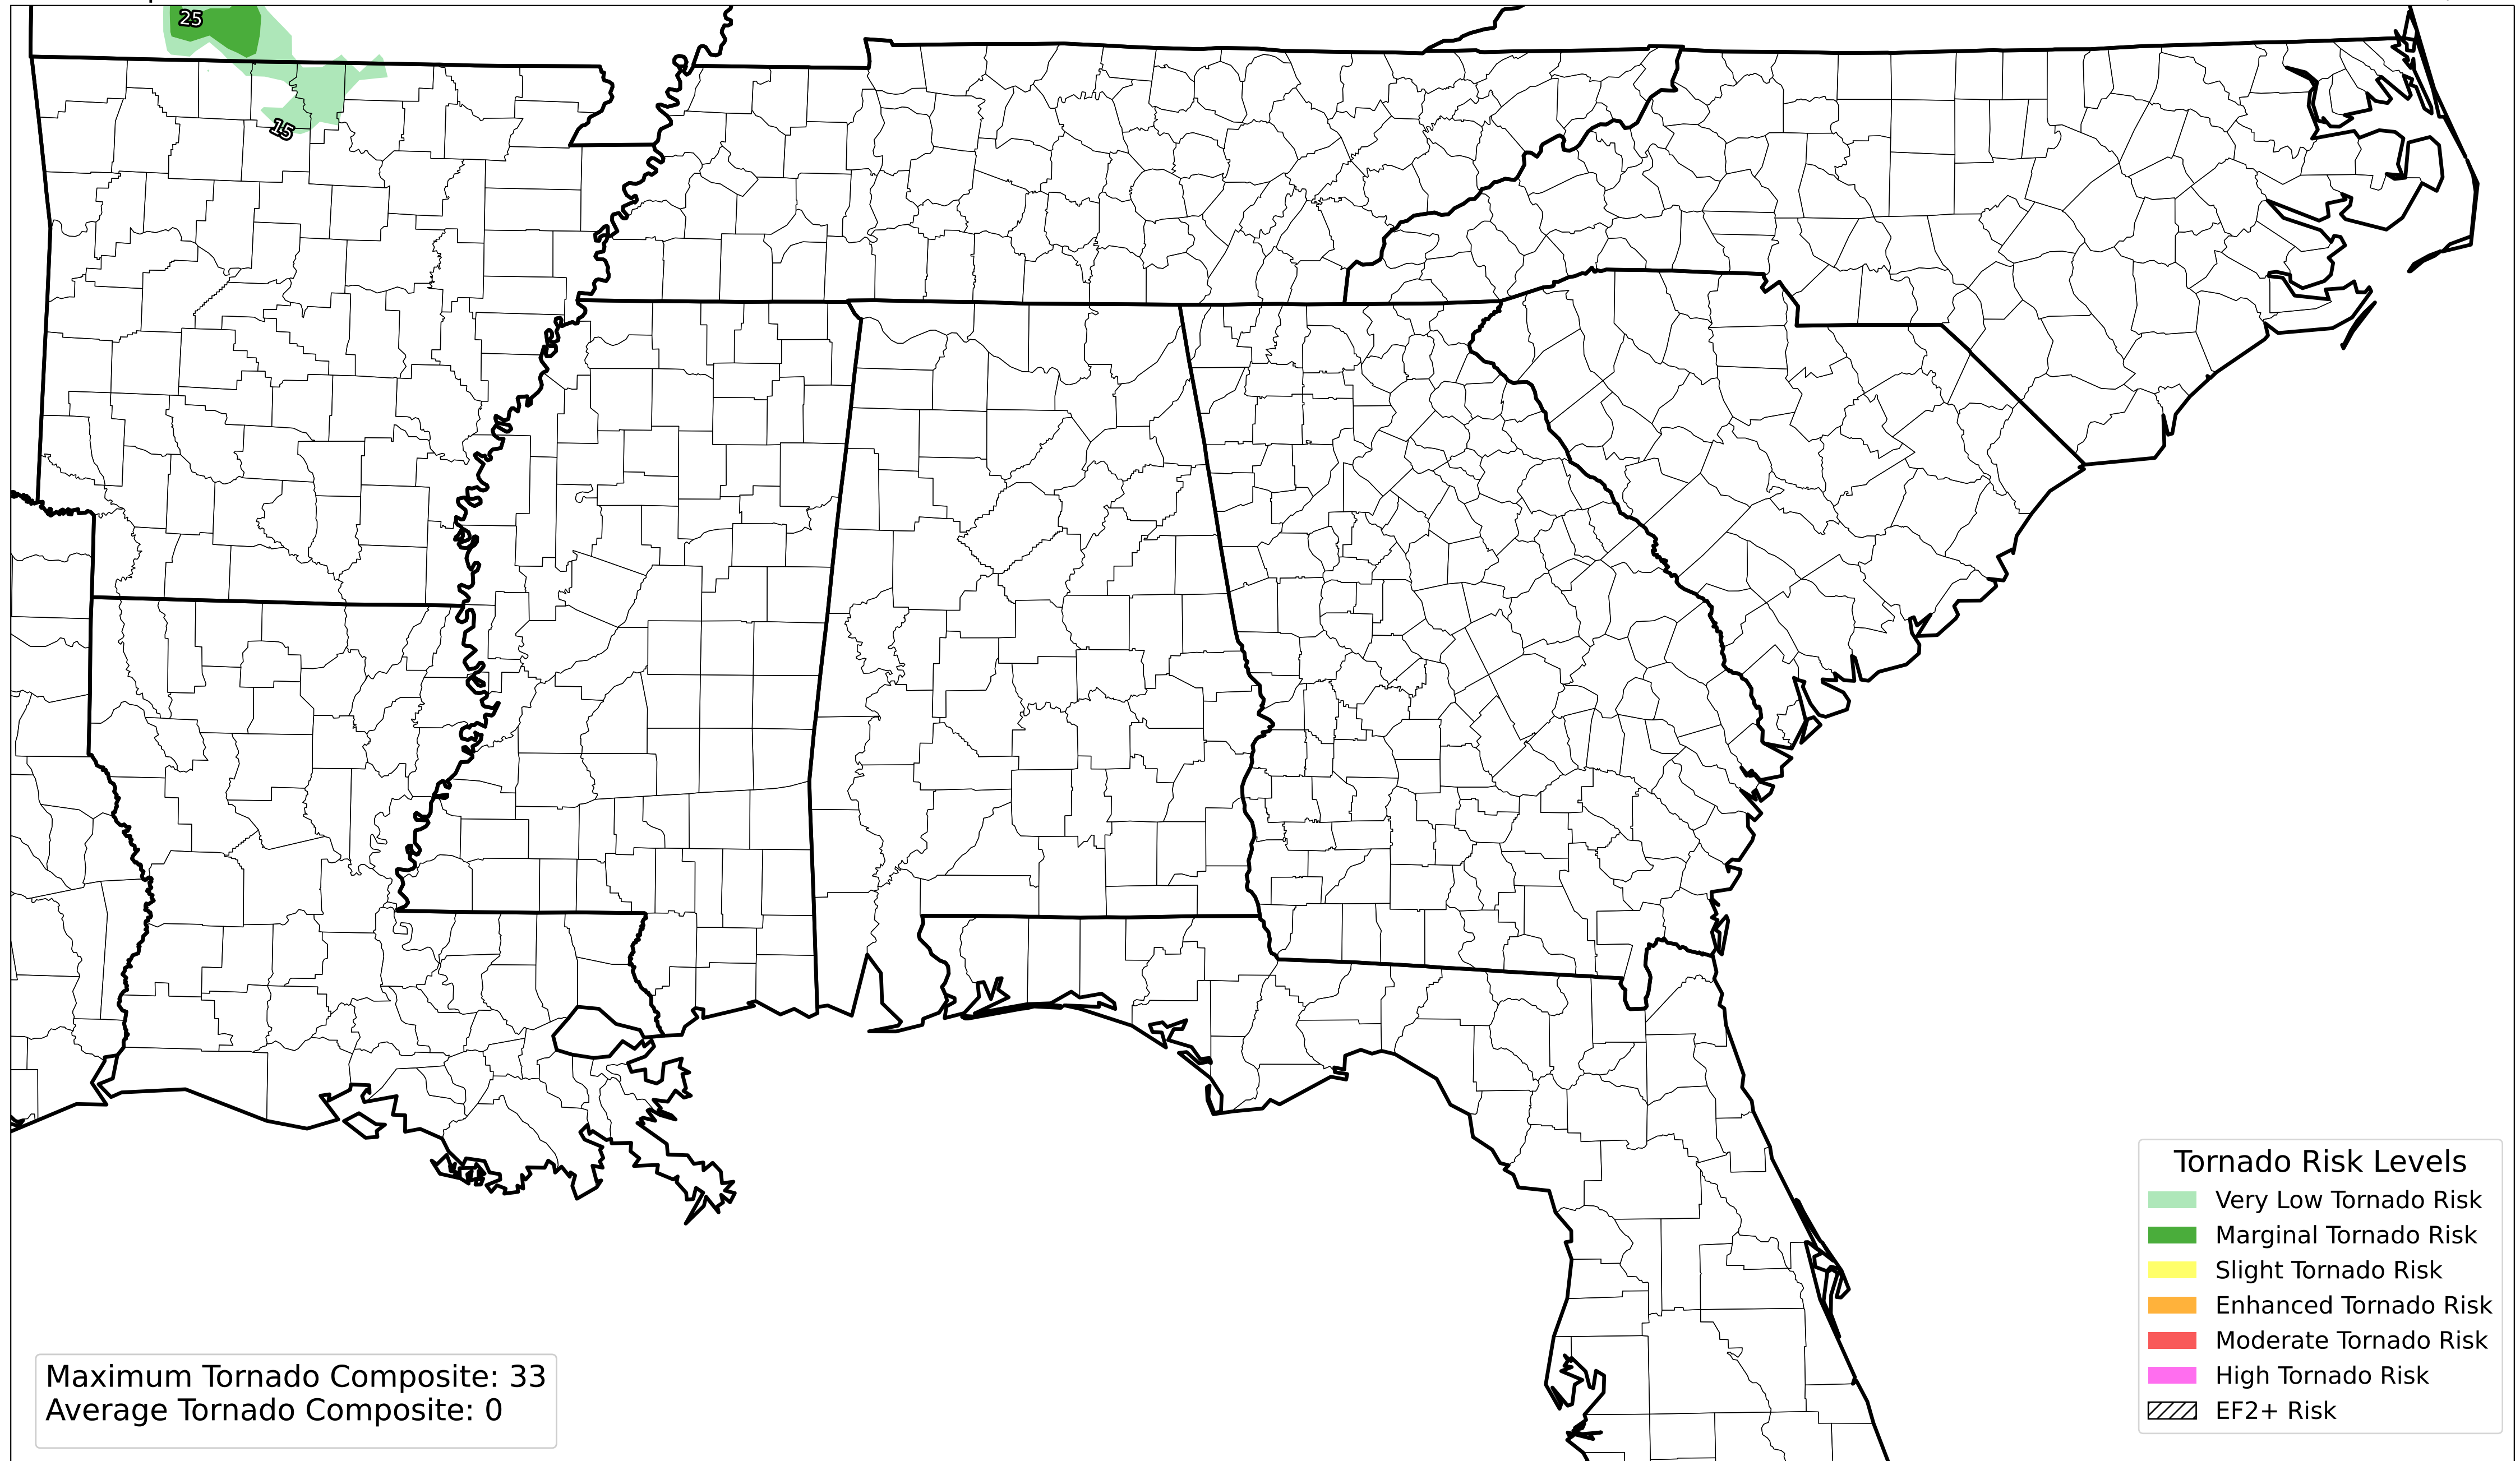 25
15
Tornado Risk Levels
Very Low Tornado Risk
Marginal Tornado Risk
Slight Tornado Risk
Enhanced Tornado Risk
Moderate Tornado Risk
High Tornado Risk
EF2+ Risk
Maximum Tornado Composite: 33
Average Tornado Composite: 0